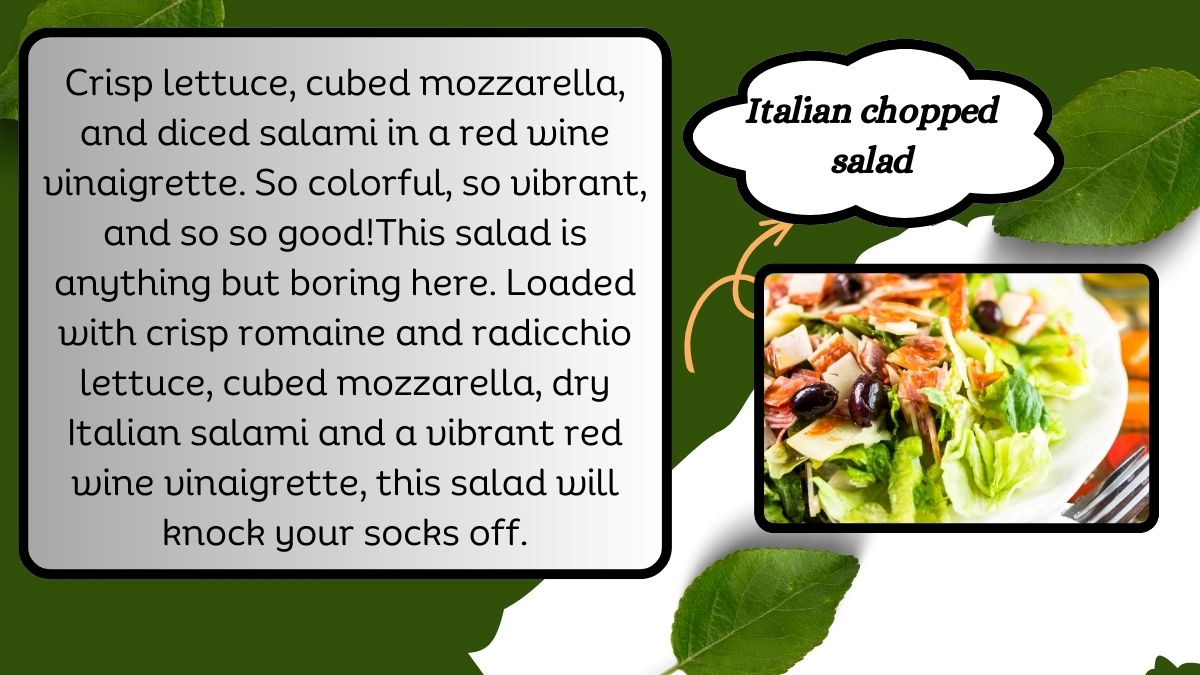 Crisp lettuce, cubed mozzarella,
and diced salami in a red wine
vinaigrette. So colorful, so vibrant,
and so so good!This salad is
anything but boring here. Loaded
with crisp romaine and radicchio
lettuce, cubed mozzarella, dry
Italian salami and a vibrant red
wine vinaigrette, this salad will
knock your socks off.
Italian chopped
salad